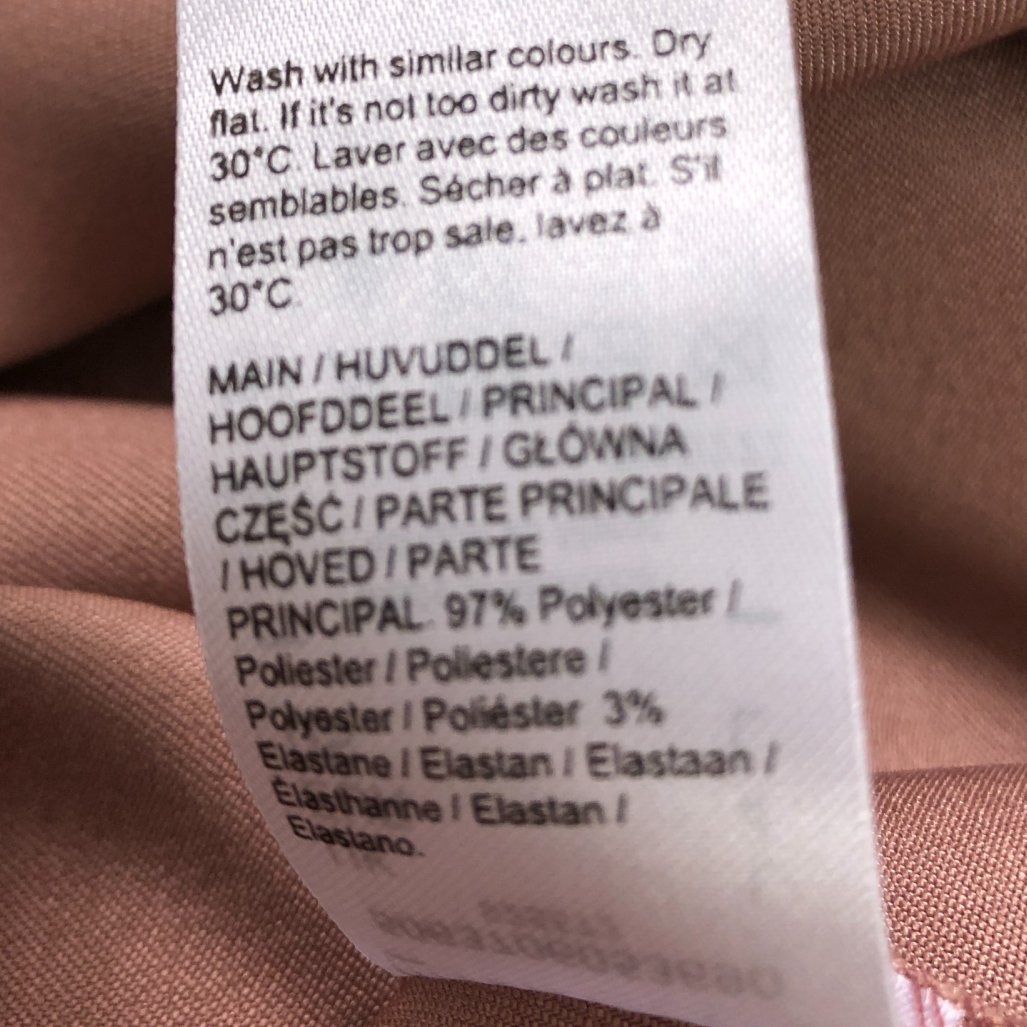 Wash with similar colours. Dry
flat. If it's not too dirty wash it at
30°C. Laver avec des couleurs
semblables. Sécher à plat. S'il
n'est pas trop sale, lavez à
30°C.
MAIN / HUVUDDEL /
HOOFDDEEL / PRINCIPAL /
HAUPTSTOFF / GŁÓWNA
CZĘŚĆ / PARTE PRINCIPALE
/ HOVED / PARTE
PRINCIPAL. 97% Polyester /
Poliester / Poliestere /
Polyester / Poliéster 3%
Elastane / Elastan / Elastaan /
Élasthanne / Elastan /
Elastano.